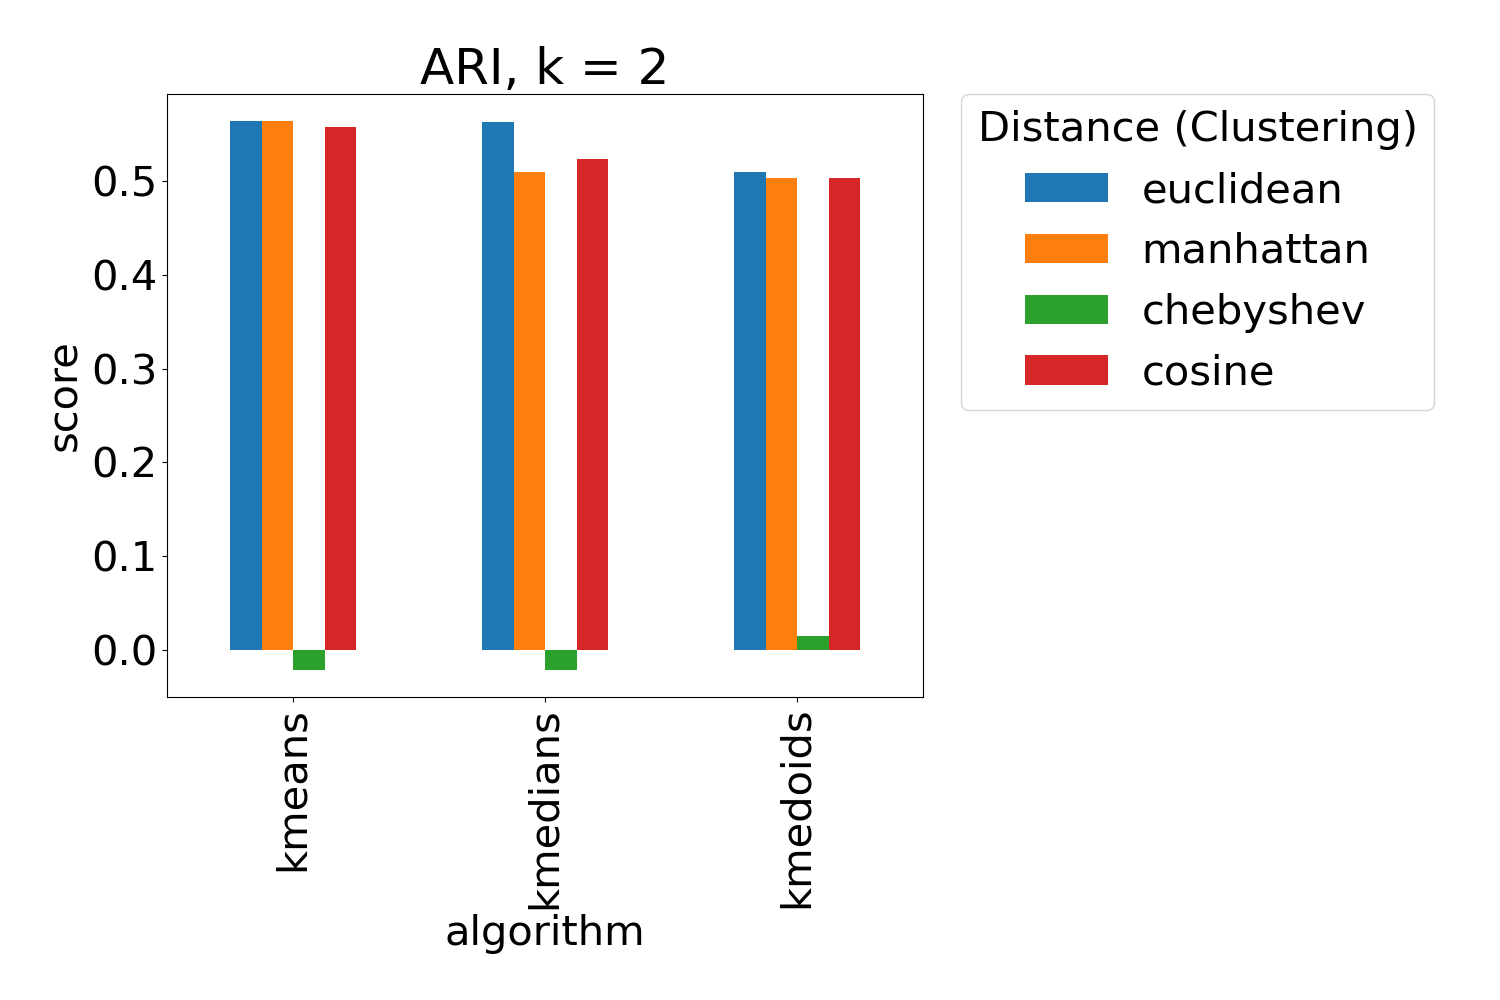 ARI, k = 2
Distance (Clustering)
euclidean
manhattan
chebyshev
cosine
score
0.5
0.4
0.3
0.2
0.1
0.0
kmeans
kmedians
kmedoids
algorithm